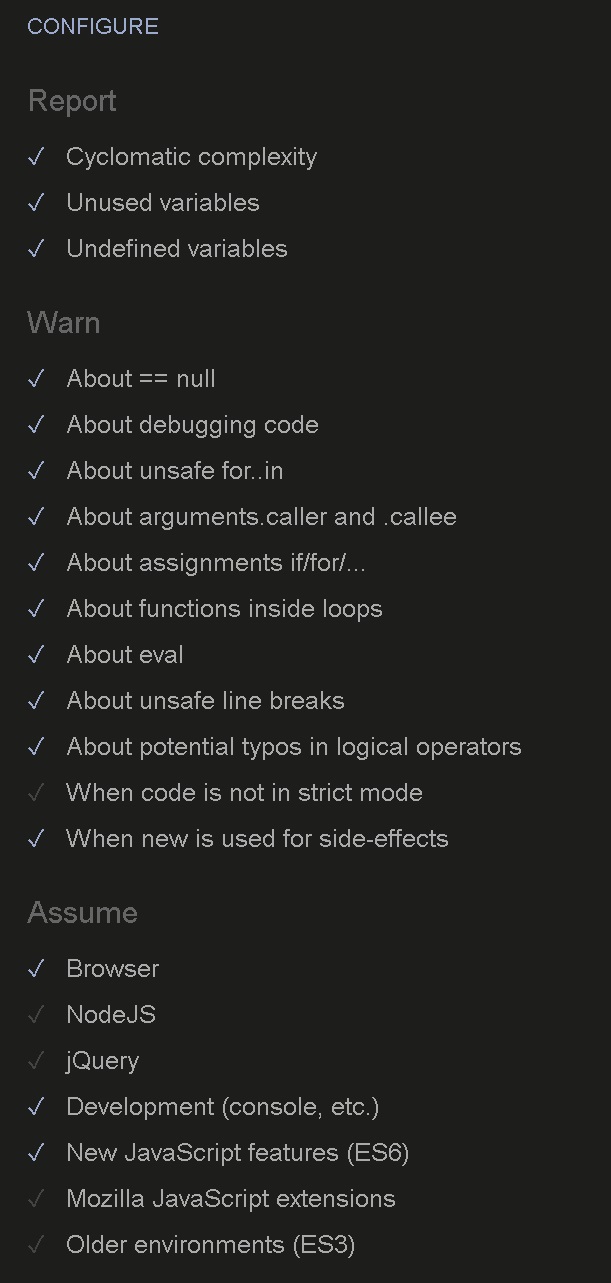 CONFIGURE
Report
✓ Cyclomatic complexity
✓ Unused variables
✓ Undefined variables
Warn
✓ About == null
✓ About debugging code
✓ About unsafe for..in
✓ About arguments.caller and .callee
✓ About assignments if/for/...
✓ About functions inside loops
✓ About eval
✓ About unsafe line breaks
✓ About potential typos in logical operators
✓ When code is not in strict mode
✓ When new is used for side-effects
Assume
✓ Browser
✓ NodeJS
✓ jQuery
✓ Development (console, etc.)
✓ New JavaScript features (ES6)
✓ Mozilla JavaScript extensions
✓ Older environments (ES3)